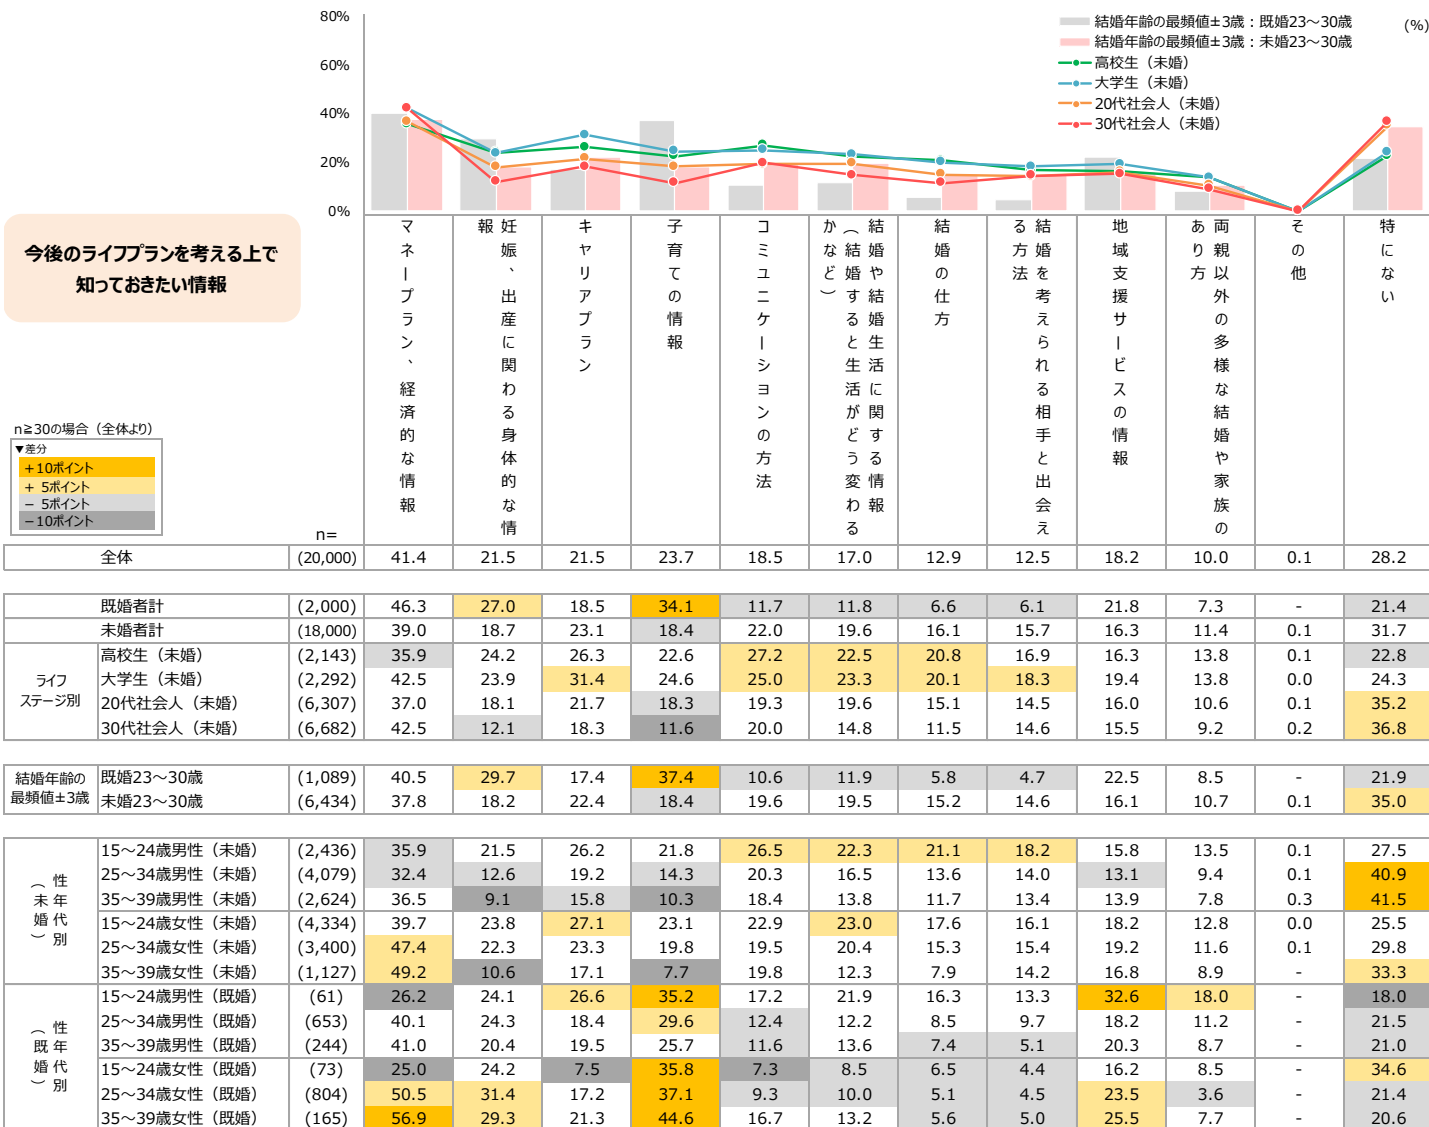 80%
60%
40%
20%
0%
結婚年齢の最頻値±3歳：既婚23～30歳
結婚年齢の最頻値±3歳：未婚23～30歳
高校生（未婚）
大学生（未婚）
20代社会人（未婚）
30代社会人（未婚）
(%)
今後のライフプランを考える上で
知っておきたい情報
マネープラン、経済的な情報
妊娠、出産に関わる身体的な情
報
キャリアプラン
子育ての情報
コミュニケーションの方法
結婚や結婚生活に関する情報
（結婚すると生活がどう変わる
かなど）
結婚の仕方
結婚を考えられる相手と出会え
る方法
地域支援サービスの情報
両親以外の多様な結婚や家族の
あり方
その他
特にない
n≧30の場合（全体より）
▼差分
+10ポイント
+ 5ポイント
− 5ポイント
−10ポイント
n=
全体 (20,000) 41.4 21.5 21.5 23.7 18.5 17.0 12.9 12.5 18.2 10.0 0.1 28.2
既婚者計 (2,000) 46.3 27.0 18.5 34.1 11.7 11.8 6.6 6.1 21.8 7.3 - 21.4
未婚者計 (18,000) 39.0 18.7 23.1 18.4 22.0 19.6 16.1 15.7 16.3 11.4 0.1 31.7
ライフ
ステージ別
高校生（未婚） (2,143) 35.9 24.2 26.3 22.6 27.2 22.5 20.8 16.9 16.3 13.8 0.1 22.8
大学生（未婚） (2,292) 42.5 23.9 31.4 24.6 25.0 23.3 20.1 18.3 19.4 13.8 0.0 24.3
20代社会人（未婚） (6,307) 37.0 18.1 21.7 18.3 19.3 19.6 15.1 14.5 16.0 10.6 0.1 35.2
30代社会人（未婚） (6,682) 42.5 12.1 18.3 11.6 20.0 14.8 11.5 14.6 15.5 9.2 0.2 36.8
結婚年齢の
最頻値±3歳
既婚23～30歳 (1,089) 40.5 29.7 17.4 37.4 10.6 11.9 5.8 4.7 22.5 8.5 - 21.9
未婚23～30歳 (6,434) 37.8 18.2 22.4 18.4 19.6 19.5 15.2 14.6 16.1 10.7 0.1 35.0
性年代別
（未婚）
15～24歳男性（未婚） (2,436) 35.9 21.5 26.2 21.8 26.5 22.3 21.1 18.2 15.8 13.5 0.1 27.5
25～34歳男性（未婚） (4,079) 32.4 12.6 19.2 14.3 20.3 16.5 13.6 14.0 13.1 9.4 0.1 40.9
35～39歳男性（未婚） (2,624) 36.5 9.1 15.8 10.3 18.4 13.8 11.7 13.4 13.9 7.8 0.3 41.5
15～24歳女性（未婚） (4,334) 39.7 23.8 27.1 23.1 22.9 23.0 17.6 16.1 18.2 12.8 0.0 25.5
25～34歳女性（未婚） (3,400) 47.4 22.3 23.3 19.8 19.5 20.4 15.3 15.4 19.2 11.6 0.1 29.8
35～39歳女性（未婚） (1,127) 49.2 10.6 17.1 7.7 19.8 12.3 7.9 14.2 16.8 8.9 - 33.3
性年代別
（既婚）
15～24歳男性（既婚） (61) 26.2 24.1 26.6 35.2 17.2 21.9 16.3 13.3 32.6 18.0 - 18.0
25～34歳男性（既婚） (653) 40.1 24.3 18.4 29.6 12.4 12.2 8.5 9.7 18.2 11.2 - 21.5
35～39歳男性（既婚） (244) 41.0 20.4 19.5 25.7 11.6 13.6 7.4 5.1 20.3 8.7 - 21.0
15～24歳女性（既婚） (73) 25.0 24.2 7.5 35.8 7.3 8.5 6.5 4.4 16.2 8.5 - 34.6
25～34歳女性（既婚） (804) 50.5 31.4 17.2 37.1 9.3 10.0 5.1 4.5 23.5 3.6 - 21.4
35～39歳女性（既婚） (165) 56.9 29.3 21.3 44.6 16.7 13.2 5.6 5.0 25.5 7.7 - 20.6